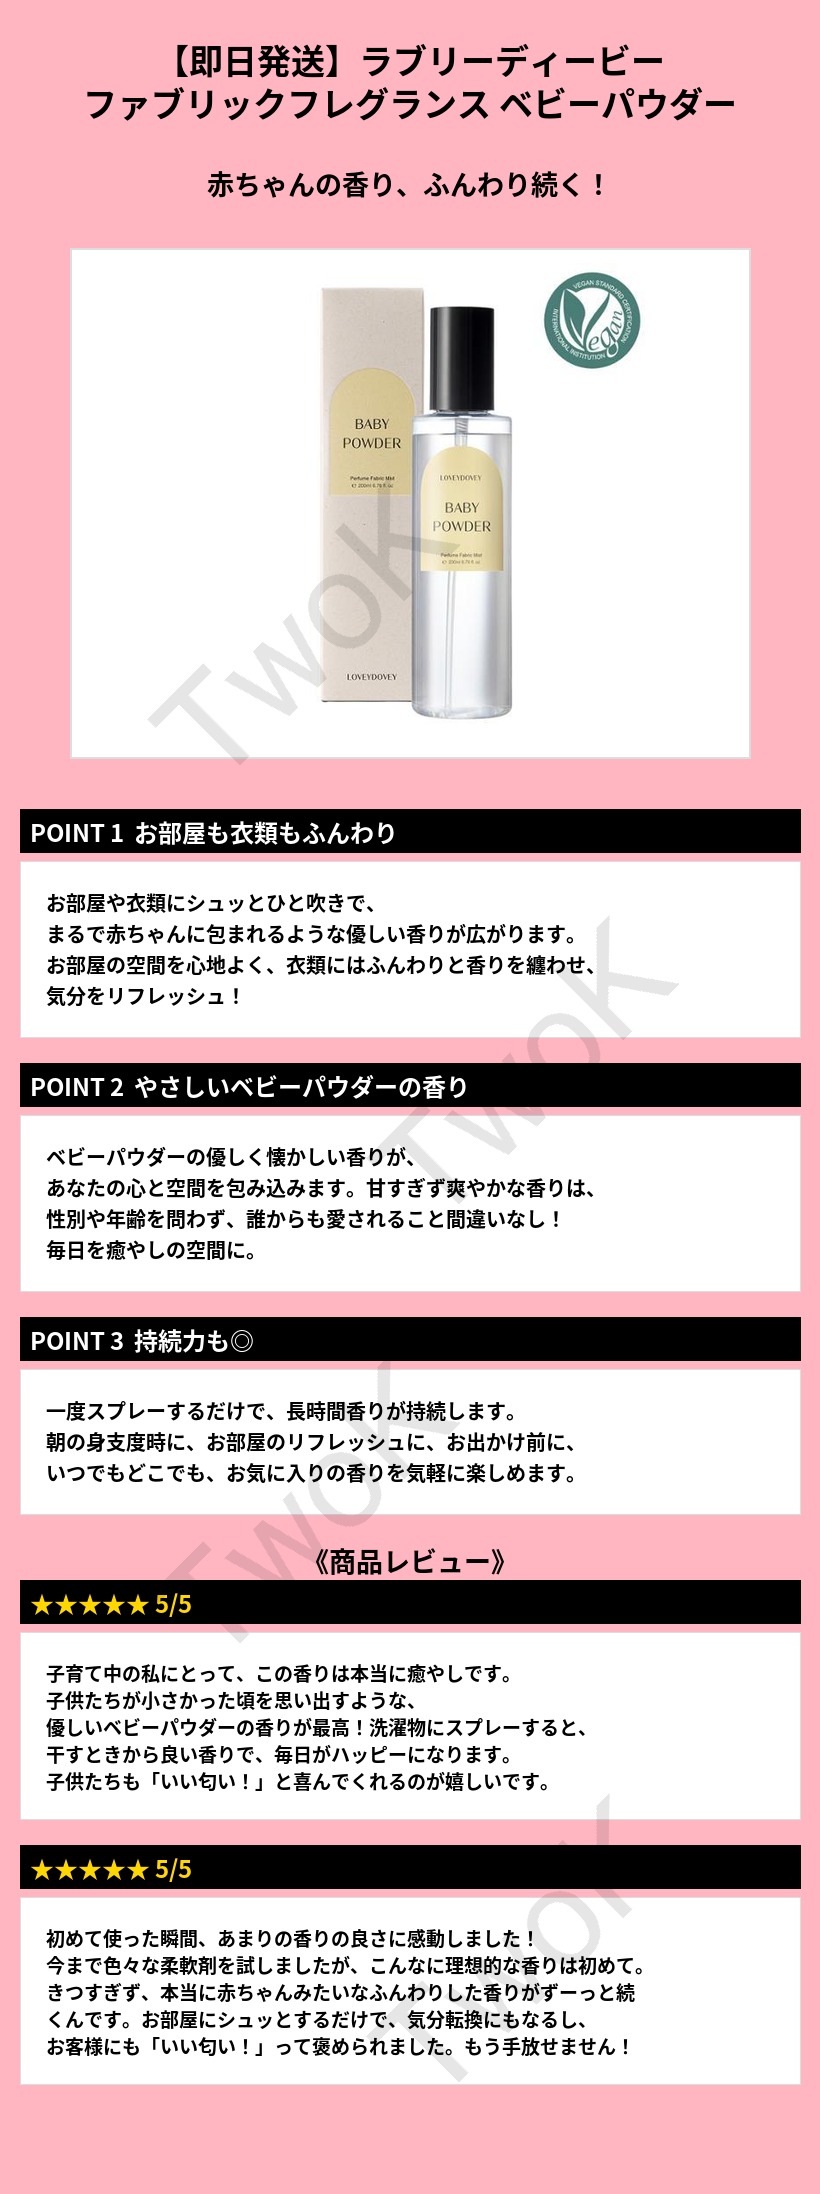 【即日発送】ラブリーディービー
ファブリックフレグランス ベビーパウダー
赤ちゃんの香り、ふんわり続く！
VEGAN STANDARD CERTIFICATION
INTERNATIONAL INSTITUTION
Vegan
BABY
POWDER
Perfume Fabric Mist
℮ 200ml 6.76 fl.oz
LOVEYDOVEY
LOVEYDOVEY
BABY
POWDER
Perfume Fabric Mist
℮ 200ml 6.76 fl.oz
TwoK
POINT 1 お部屋も衣類もふんわり
お部屋や衣類にシュッとひと吹きで、
まるで赤ちゃんに包まれるような優しい香りが広がります。
お部屋の空間を心地よく、衣類にはふんわりと香りを纏わせ、
気分をリフレッシュ！
TwoK
POINT 2 やさしいベビーパウダーの香り
ベビーパウダーの優しく懐かしい香りが、
あなたの心と空間を包み込みます。甘すぎず爽やかな香りは、
性別や年齢を問わず、誰からも愛されること間違いなし！
毎日を癒やしの空間に。
POINT 3 持続力も◎
一度スプレーするだけで、長時間香りが持続します。
朝の身支度時に、お部屋のリフレッシュに、お出かけ前に、
いつでもどこでも、お気に入りの香りを気軽に楽しめます。
TwoK
《商品レビュー》
★★★★★ 5/5
子育て中の私にとって、この香りは本当に癒やしです。
子供たちが小さかった頃を思い出すような、
優しいベビーパウダーの香りが最高！洗濯物にスプレーすると、
干すときから良い香りで、毎日がハッピーになります。
子供たちも「いい匂い！」と喜んでくれるのが嬉しいです。
★★★★★ 5/5
初めて使った瞬間、あまりの香りの良さに感動しました！
今まで色々な柔軟剤を試しましたが、こんなに理想的な香りは初めて。
きつすぎず、本当に赤ちゃんみたいなふんわりした香りがずーっと続
くんです。お部屋にシュッとするだけで、気分転換にもなるし、
お客様にも「いい匂い！」って褒められました。もう手放せません！
TwoK